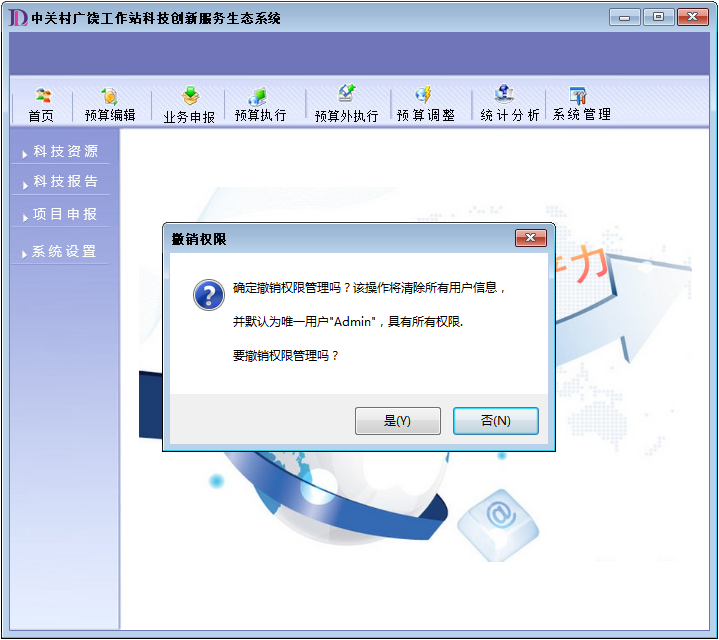 中关村广饶工作站科技创新服务生态系统
首页 预算编辑 业务申报 预算执行 预算外执行 预算调整 统计分析 系统管理
科技资源
科技报告
项目申报
系统设置
撤销权限
确定撤销权限管理吗？该操作将清除所有用户信息，
并默认为唯一用户"Admin"，具有所有权限.
要撤销权限管理吗？
是(Y) 否(N)
力
@